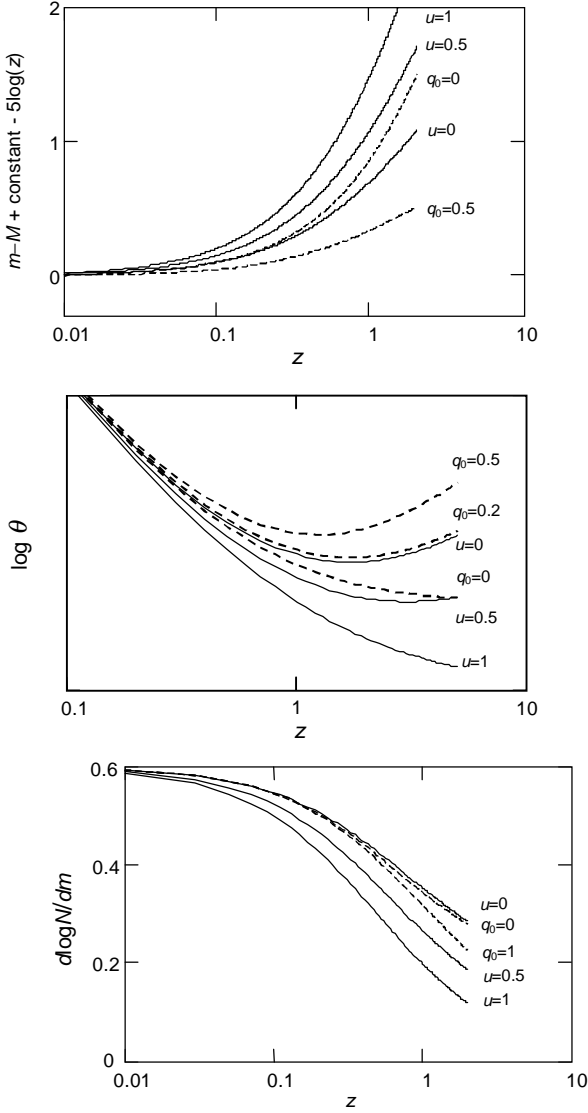 2
1
0
m–M + constant - 5log(z)
u=1
u=0.5
q0=0
u=0
q0=0.5
0.01
0.1
1
10
z
log θ
q0=0.5
q0=0.2
u=0
q0=0
u=0.5
u=1
0.1
1
10
z
0.6
0.4
0.2
0
dlogN/dm
u=0
q0=0
q0=1
u=0.5
u=1
0.01
0.1
1
10
z